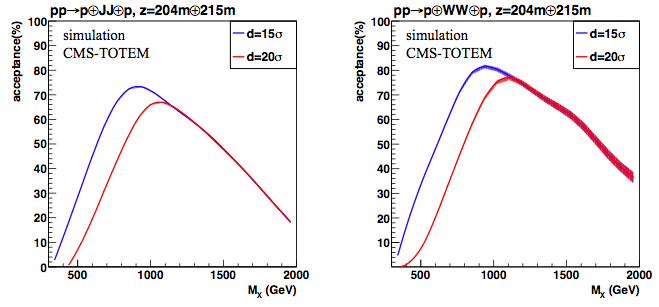 pp→p⊕JJ⊕p, z=204m⊕215m
acceptance(%)
100
90
80
70
60
50
40
30
20
10
0
simulation
CMS-TOTEM
d=15σ
d=20σ
500
1000
1500
2000
M_X (GeV)
pp→p⊕WW⊕p, z=204m⊕215m
acceptance(%)
100
90
80
70
60
50
40
30
20
10
0
simulation
CMS-TOTEM
d=15σ
d=20σ
500
1000
1500
2000
M_X (GeV)